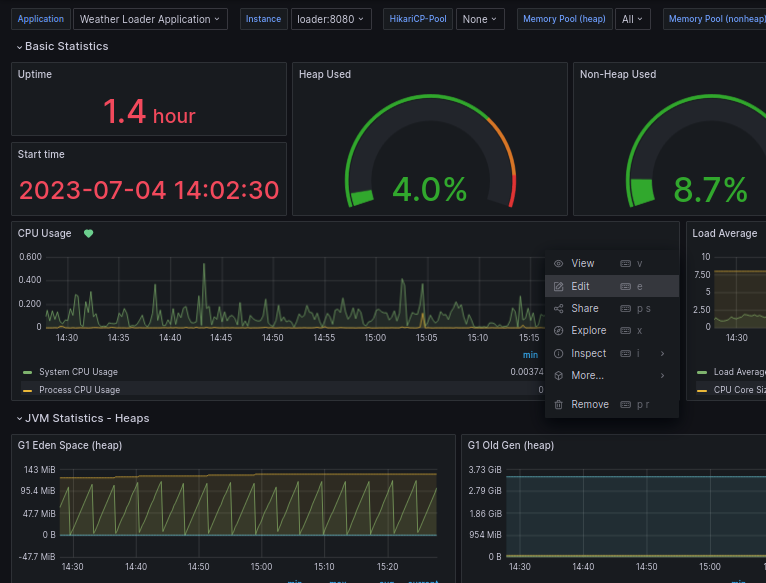 Application Weather Loader Application Instance loader:8080 HikariCP-Pool None Memory Pool (heap) All Memory Pool (nonheap)
Basic Statistics
Uptime
1.4 hour
Start time
2023-07-04 14:02:30
Heap Used
4.0%
Non-Heap Used
8.7%
CPU Usage
0.600
0.400
0.200
0
14:30 14:35 14:40 14:45 14:50 14:55 15:00 15:05 15:10 15:15
min
System CPU Usage 0.00374
Process CPU Usage 0
View v
Edit e
Share p s
Explore x
Inspect i
More...
Remove p r
Load Average
10
7.50
5
2.50
0
14:30
Load Average
CPU Core Siz
JVM Statistics - Heaps
G1 Eden Space (heap)
143 MiB
95.4 MiB
47.7 MiB
0 B
-47.7 MiB
14:30 14:40 14:50 15:00 15:10 15:20
min max avg current
G1 Old Gen (heap)
3.73 GiB
2.79 GiB
1.86 GiB
954 MiB
0 B
14:30 14:40 14:50 15:00
min